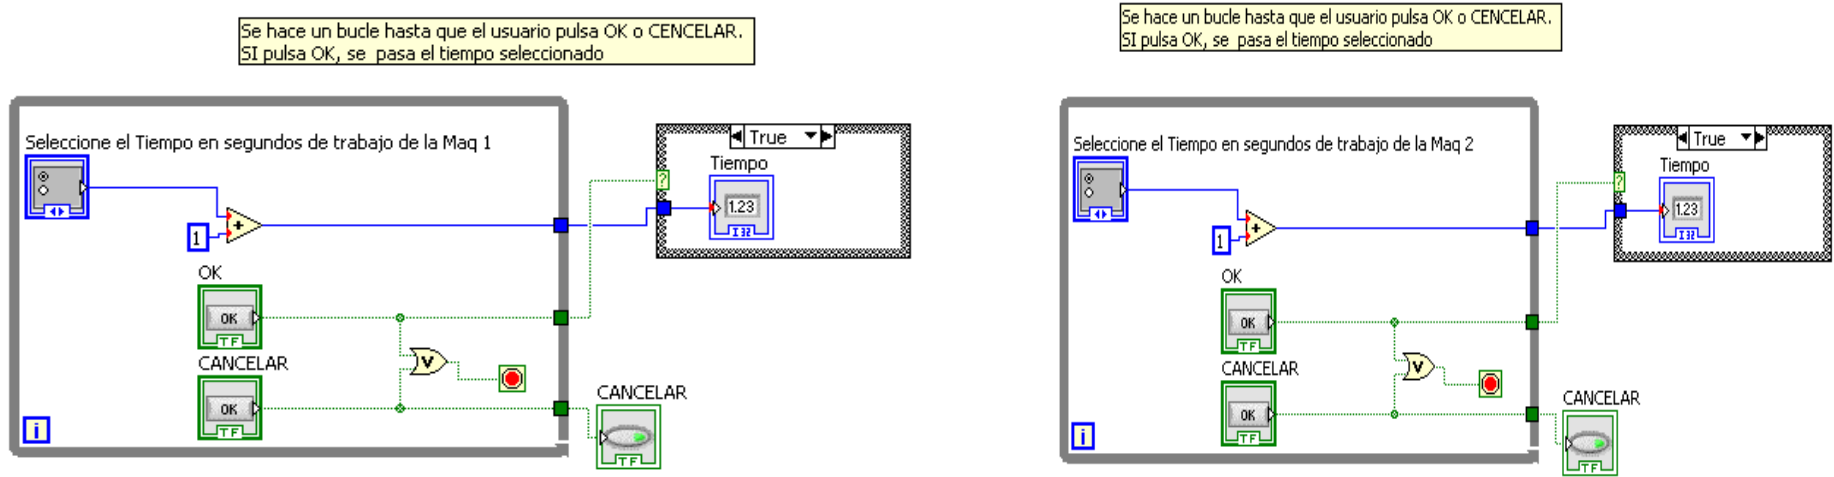 Se hace un bucle hasta que el usuario pulsa OK o CENCELAR.
SI pulsa OK, se pasa el tiempo seleccionado
Seleccione el Tiempo en segundos de trabajo de la Maq 1
True
Tiempo
?
1.23
I32
+
1
OK
OK
TF
CANCELAR
OK
TF
V
i
CANCELAR
TF
Se hace un bucle hasta que el usuario pulsa OK o CENCELAR.
SI pulsa OK, se pasa el tiempo seleccionado
Seleccione el Tiempo en segundos de trabajo de la Maq 2
True
Tiempo
?
1.23
I32
+
1
OK
OK
TF
CANCELAR
OK
TF
V
i
CANCELAR
TF